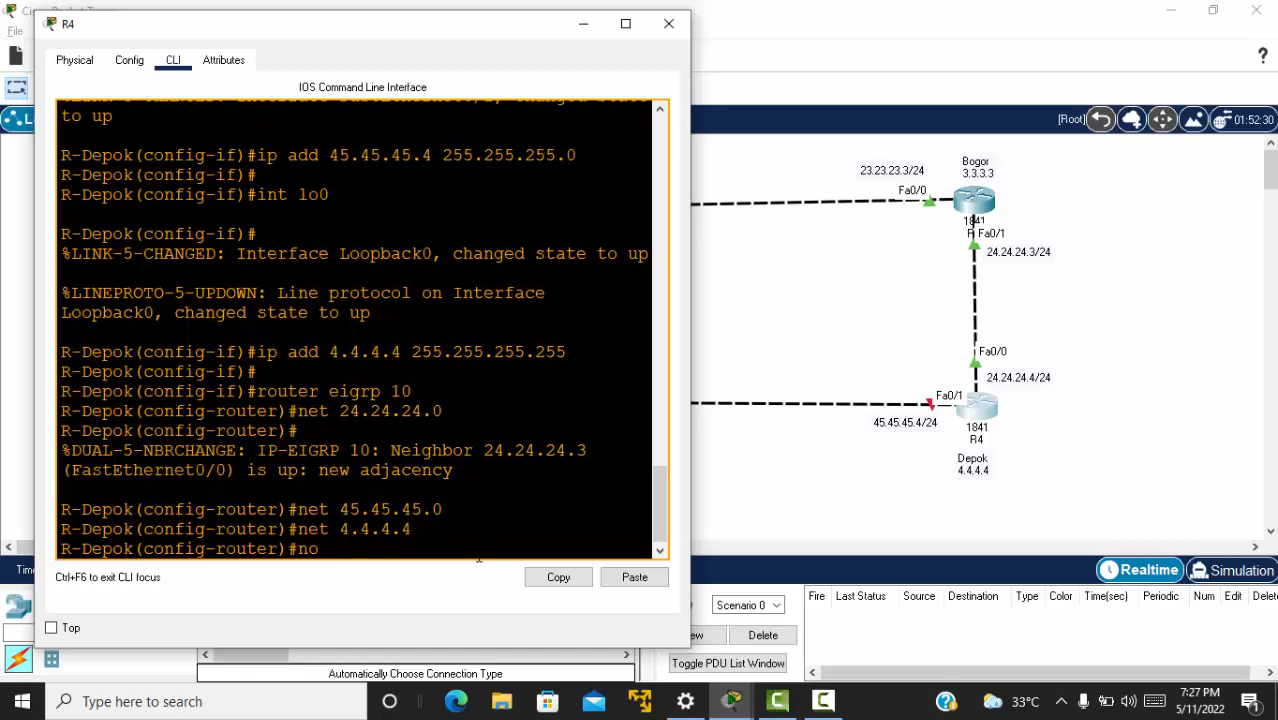 R4
File
Physical
Config
CLI
Attributes
IOS Command Line Interface
to up
R-Depok(config-if)#ip add 45.45.45.4 255.255.255.0
R-Depok(config-if)#
R-Depok(config-if)#int lo0
R-Depok(config-if)#
%LINK-5-CHANGED: Interface Loopback0, changed state to up
%LINEPROTO-5-UPDOWN: Line protocol on Interface
Loopback0, changed state to up
R-Depok(config-if)#ip add 4.4.4.4 255.255.255.255
R-Depok(config-if)#
R-Depok(config-if)#router eigrp 10
R-Depok(config-router)#net 24.24.24.0
R-Depok(config-router)#
%DUAL-5-NBRCHANGE: IP-EIGRP 10: Neighbor 24.24.24.3
(FastEthernet0/0) is up: new adjacency
R-Depok(config-router)#net 45.45.45.0
R-Depok(config-router)#net 4.4.4.4
R-Depok(config-router)#no
Ctrl+F6 to exit CLI focus
Copy
Paste
Top
[Root]
01:52:30
23.23.23.3/24
Bogor
3.3.3.3
Fa0/0
1841
Fa0/1
24.24.24.3/24
Fa0/0
24.24.24.4/24
Fa0/1
45.45.45.4/24
1841
R4
Depok
4.4.4.4
Realtime
Simulation
Scenario 0
Fire
Last Status
Source
Destination
Type
Color
Time(sec)
Periodic
Num
Edit
Delete
Toggle PDU List Window
Automatically Choose Connection Type
Type here to search
33°C
7:27 PM
5/11/2022